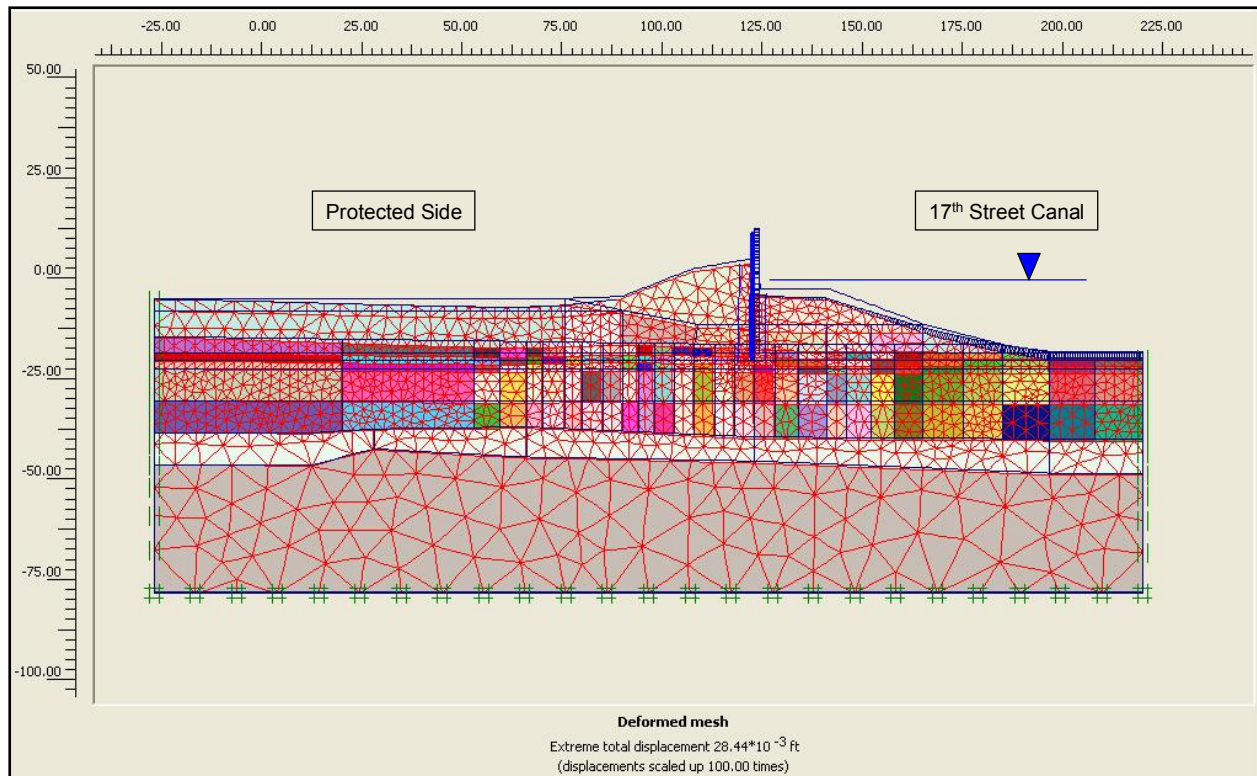 -25.00 0.00 25.00 50.00 75.00 100.00 125.00 150.00 175.00 200.00 225.00
50.00
25.00
0.00
-25.00
-50.00
-75.00
-100.00
Protected Side
17th Street Canal
Deformed mesh
Extreme total displacement 28.44*10 -3 ft
(displacements scaled up 100.00 times)